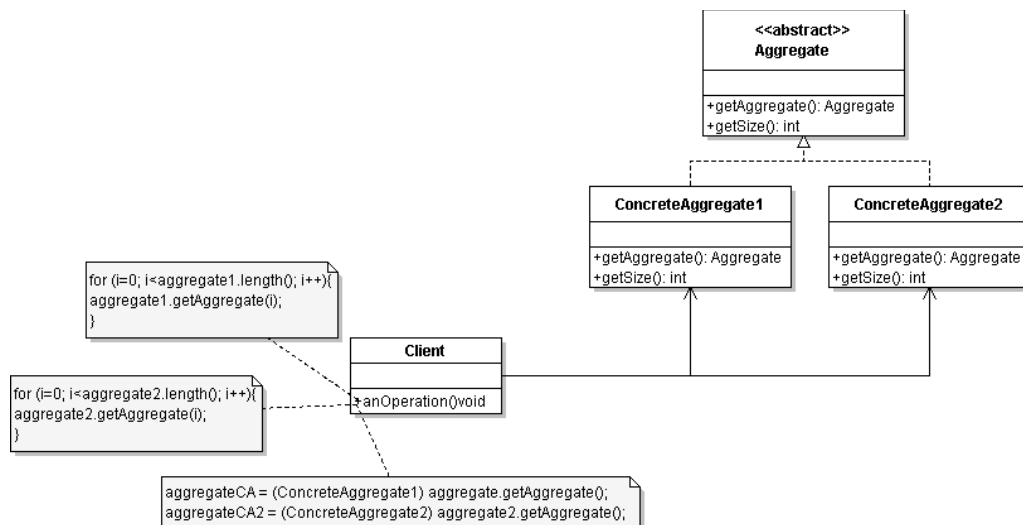 <<abstract>>
Aggregate
+getAggregate(): Aggregate
+getSize(): int
ConcreteAggregate1
+getAggregate(): Aggregate
+getSize(): int
ConcreteAggregate2
+getAggregate(): Aggregate
+getSize(): int
for (i=0; i<aggregate1.length(); i++){
aggregate1.getAggregate(i);
}
Client
+anOperation()void
for (i=0; i<aggregate2.length(); i++){
aggregate2.getAggregate(i);
}
aggregateCA = (ConcreteAggregate1) aggregate.getAggregate();
aggregateCA2 = (ConcreteAggregate2) aggregate2.getAggregate();